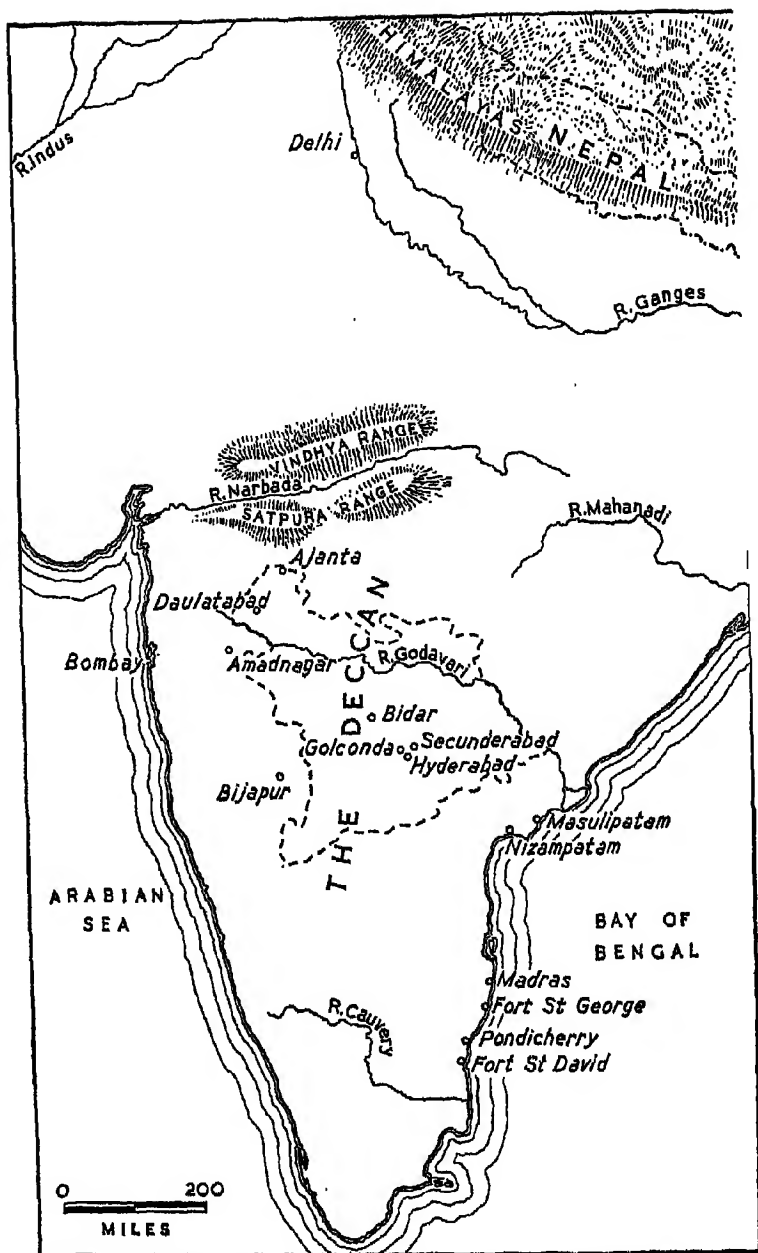 HIMALAYAS
NEPAL
R.Indus
Delhi
R.Ganges
VINDHYA RANGE
R.Narbada
SATPURA RANGE
R.Mahanadi
Ajanta
Daulatabad
THE DECCAN
Bombay
Amadnagar
R.Godavari
Bidar
Golconda
Secunderabad
Hyderabad
Bijapur
Masulipatam
Nizampatam
ARABIAN
SEA
BAY OF
BENGAL
Madras
Fort St George
R.Cauvery
Pondicherry
Fort St David
0 200
MILES